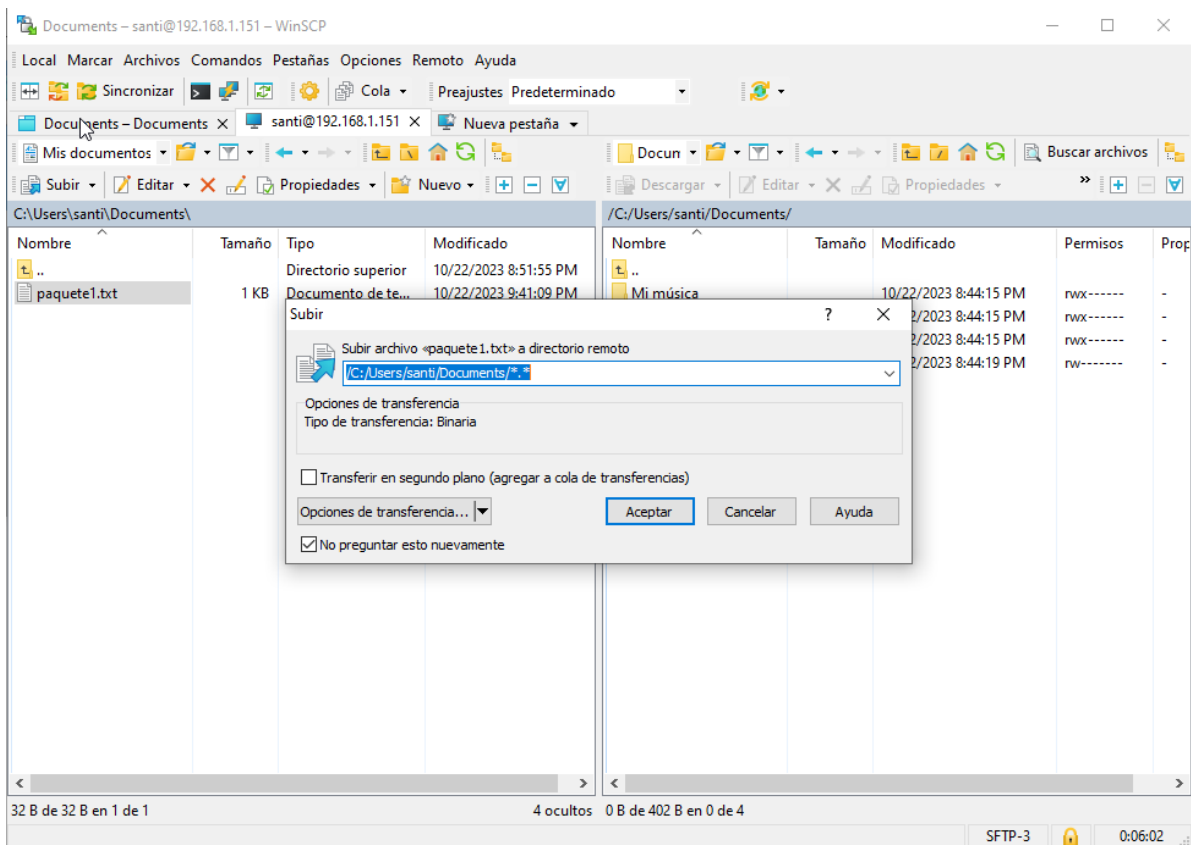 Documents – santi@192.168.1.151 – WinSCP
Local Marcar Archivos Comandos Pestañas Opciones Remoto Ayuda
Sincronizar Cola Preajustes Predeterminado
Documents – Documents santi@192.168.1.151 Nueva pestaña
Mis documentos Docun Buscar archivos
Subir Editar Propiedades Nuevo Descargar Editar Propiedades »
C:\Users\santi\Documents\ /C:/Users/santi/Documents/
Nombre Tamaño Tipo Modificado Nombre Tamaño Modificado Permisos Prop
.. Directorio superior 10/22/2023 8:51:55 PM ..
paquete1.txt 1 KB Documento de te... 10/22/2023 9:41:09 PM Mi música 10/22/2023 8:44:15 PM rwx------ -
2/2023 8:44:15 PM rwx------ -
2/2023 8:44:15 PM rwx------ -
2/2023 8:44:19 PM rw------- -
Subir ?
Subir archivo «paquete1.txt» a directorio remoto
/C:/Users/santi/Documents/*.*
Opciones de transferencia
Tipo de transferencia: Binaria
Transferir en segundo plano (agregar a cola de transferencias)
Opciones de transferencia... Aceptar Cancelar Ayuda
No preguntar esto nuevamente
32 B de 32 B en 1 de 1 4 ocultos 0 B de 402 B en 0 de 4
SFTP-3 0:06:02